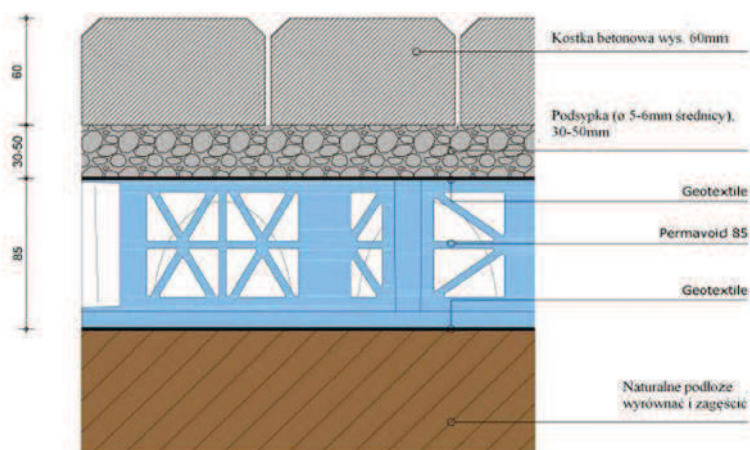 60
30-50
85
Kostka betonowa wys. 60mm
Podsypka (o 5-6mm średnicy),
30-50mm
Geotextile
Permavoid 85
Geotextile
Naturalne podłoże
wyrównać i zagęścić